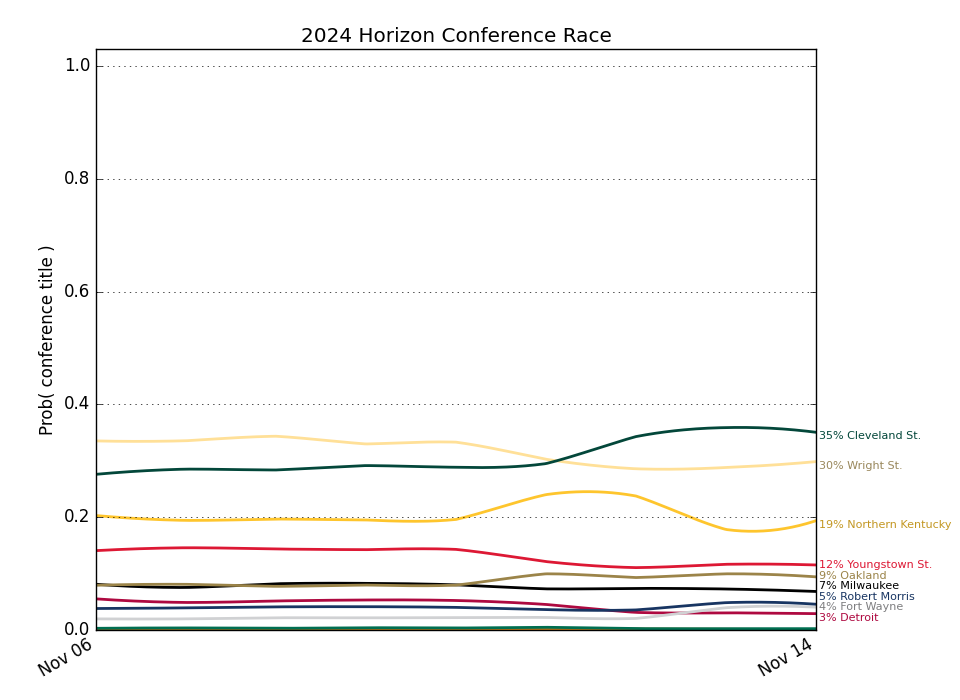 2024 Horizon Conference Race
Prob( conference title )
1.0
0.8
0.6
0.4
0.2
0.0
Nov 06
Nov 14
35% Cleveland St.
30% Wright St.
19% Northern Kentucky
12% Youngstown St.
9% Oakland
7% Milwaukee
5% Robert Morris
4% Fort Wayne
3% Detroit